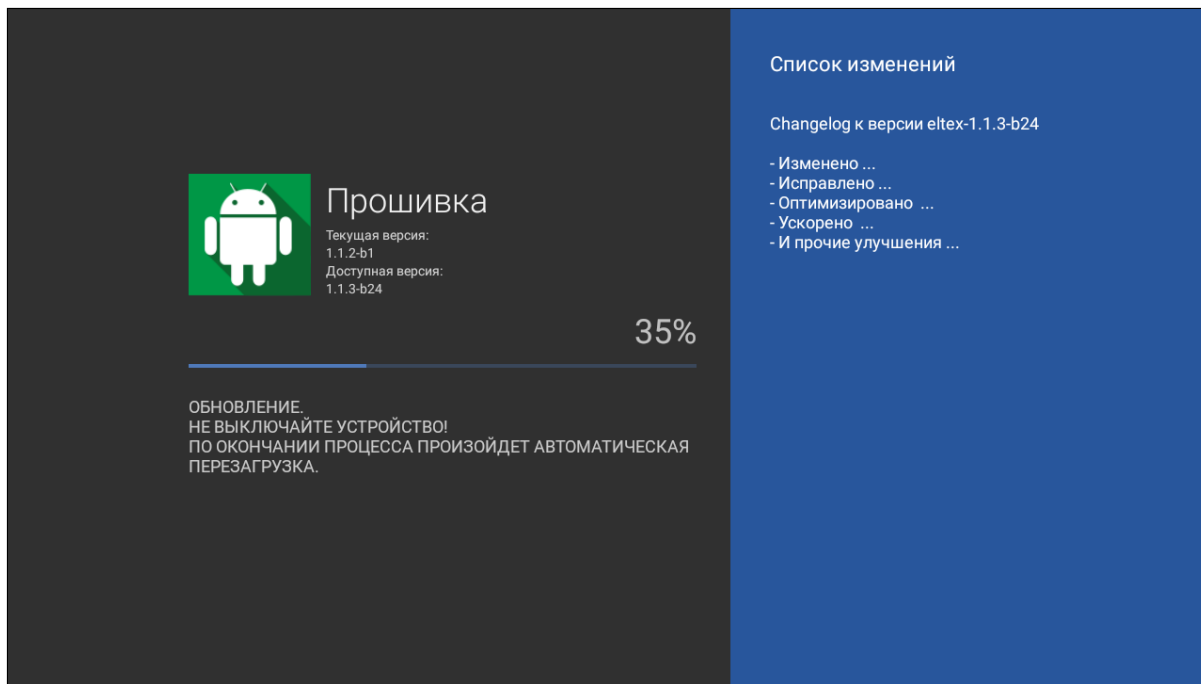 Прошивка
Текущая версия:
1.1.2-b1
Доступная версия:
1.1.3-b24
35%
ОБНОВЛЕНИЕ.
НЕ ВЫКЛЮЧАЙТЕ УСТРОЙСТВО!
ПО ОКОНЧАНИИ ПРОЦЕССА ПРОИЗОЙДЕТ АВТОМАТИЧЕСКАЯ
ПЕРЕЗАГРУЗКА.
Список изменений
Changelog к версии eltex-1.1.3-b24
- Изменено ...
- Исправлено ...
- Оптимизировано ...
- Ускорено ...
- И прочие улучшения ...